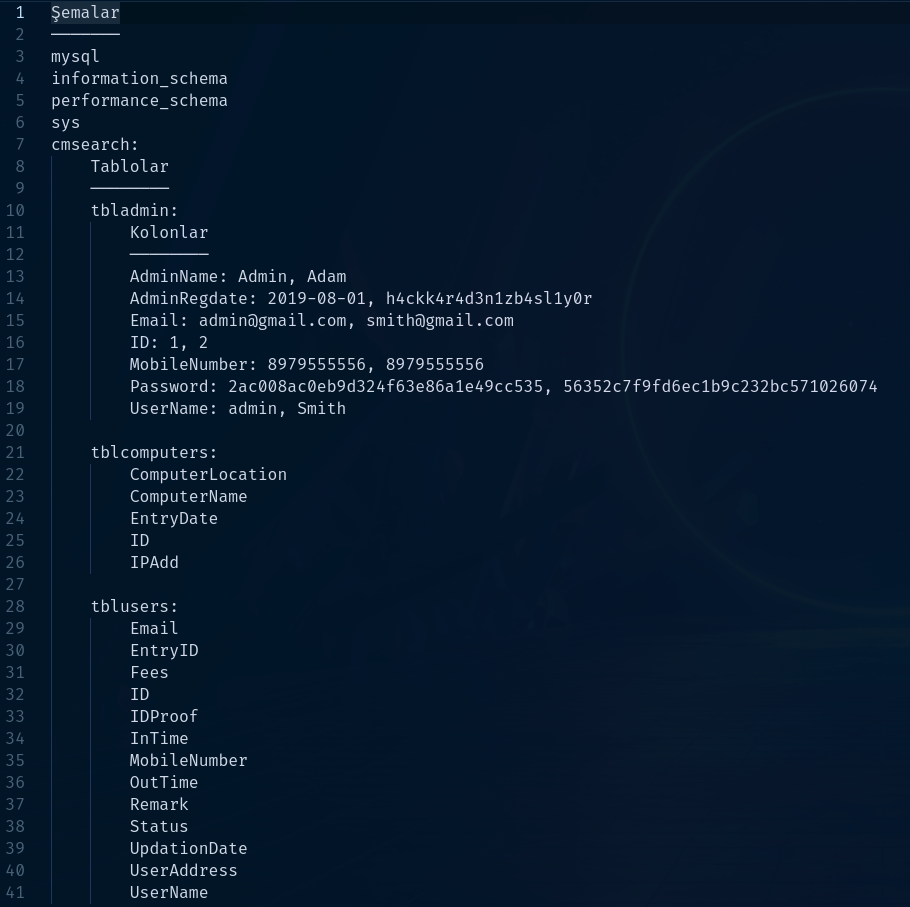 1 Şemalar
2 ———————
3 mysql
4 information_schema
5 performance_schema
6 sys
7 cmsearch:
8 Tablolar
9 ————————
10 tbladmin:
11 Kolonlar
12 ————————
13 AdminName: Admin, Adam
14 AdminRegdate: 2019-08-01, h4ckk4r4d3n1zb4sl1y0r
15 Email: admin@gmail.com, smith@gmail.com
16 ID: 1, 2
17 MobileNumber: 8979555556, 8979555556
18 Password: 2ac008ac0eb9d324f63e86a1e49cc535, 56352c7f9fd6ec1b9c232bc571026074
19 UserName: admin, Smith
20
21 tblcomputers:
22 ComputerLocation
23 ComputerName
24 EntryDate
25 ID
26 IPAdd
27
28 tblusers:
29 Email
30 EntryID
31 Fees
32 ID
33 IDProof
34 InTime
35 MobileNumber
36 OutTime
37 Remark
38 Status
39 UpdationDate
40 UserAddress
41 UserName